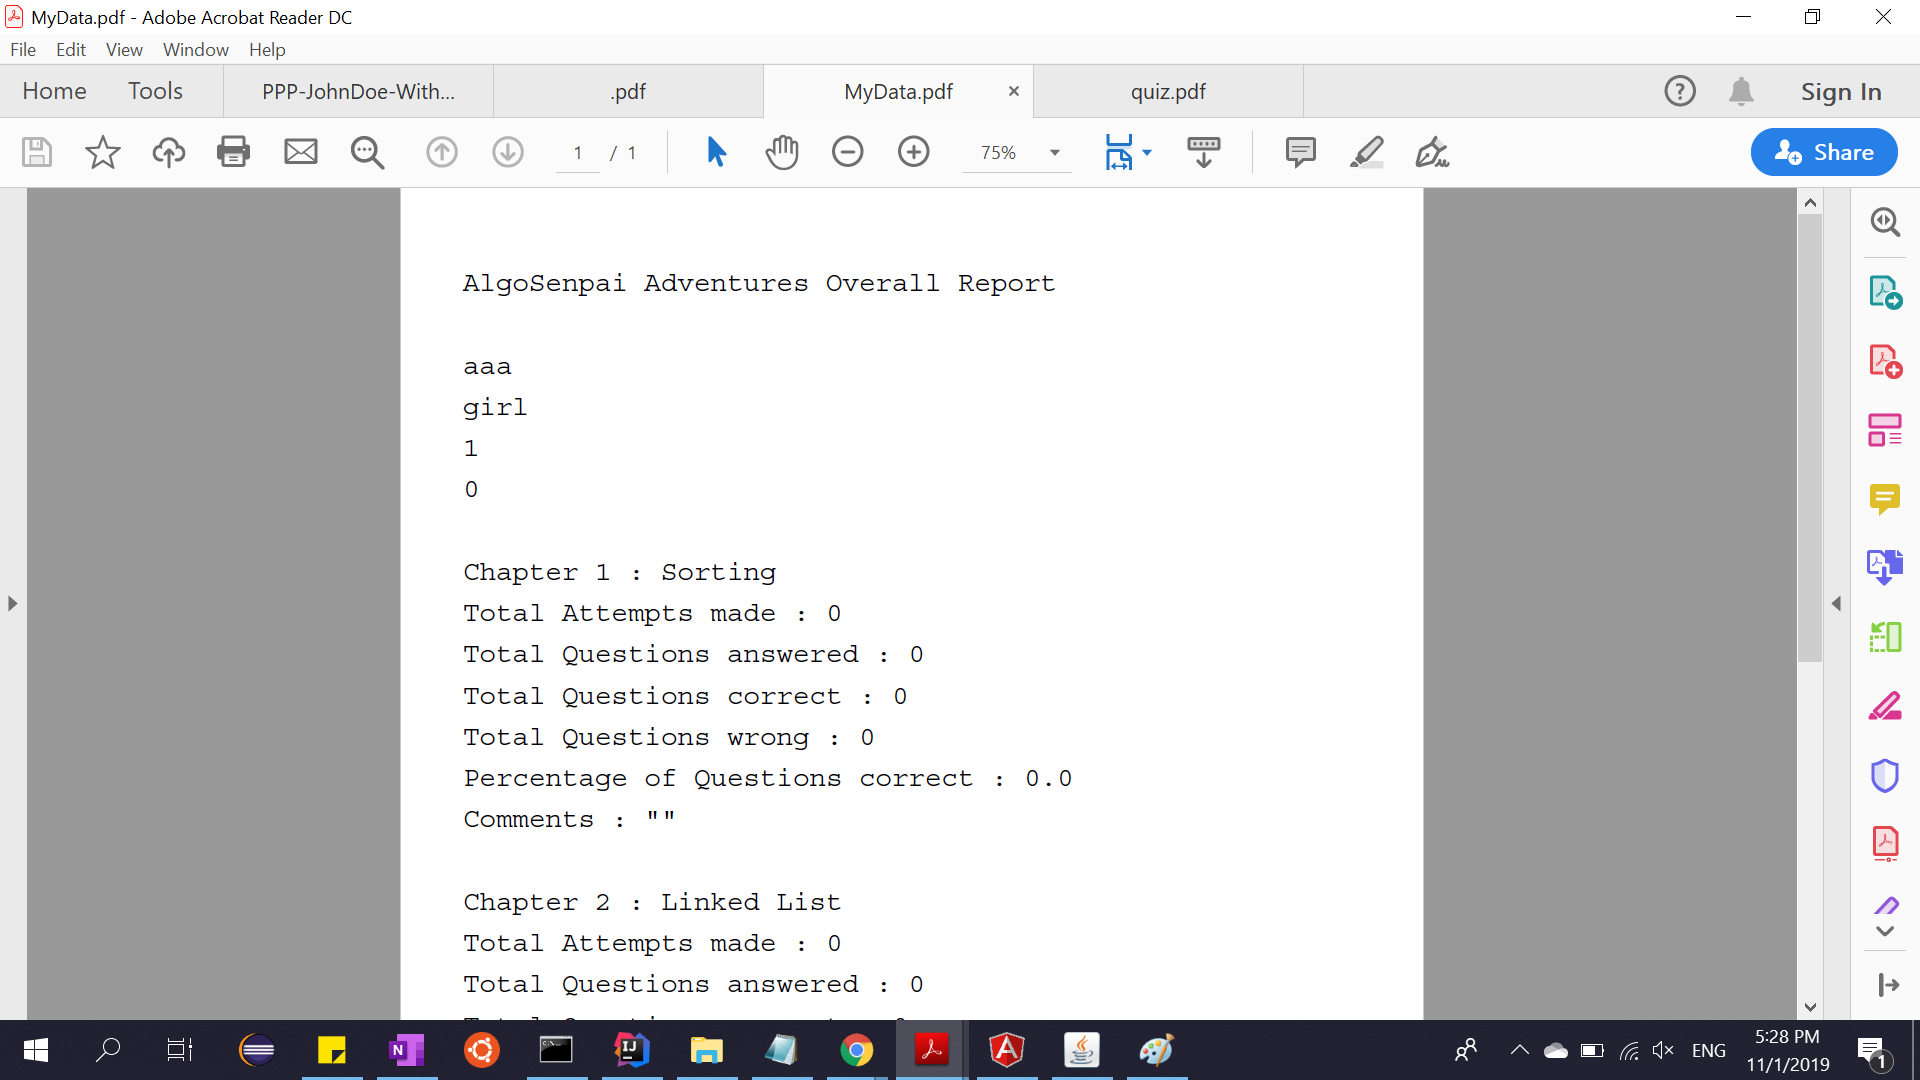 MyData.pdf - Adobe Acrobat Reader DC
File Edit View Window Help
Home Tools PPP-JohnDoe-With... .pdf MyData.pdf × quiz.pdf ? Sign In
1 / 1 75% Share
AlgoSenpai Adventures Overall Report
aaa
girl
1
0
Chapter 1 : Sorting
Total Attempts made : 0
Total Questions answered : 0
Total Questions correct : 0
Total Questions wrong : 0
Percentage of Questions correct : 0.0
Comments : ""
Chapter 2 : Linked List
Total Attempts made : 0
Total Questions answered : 0
ENG
5:28 PM
11/1/2019
1